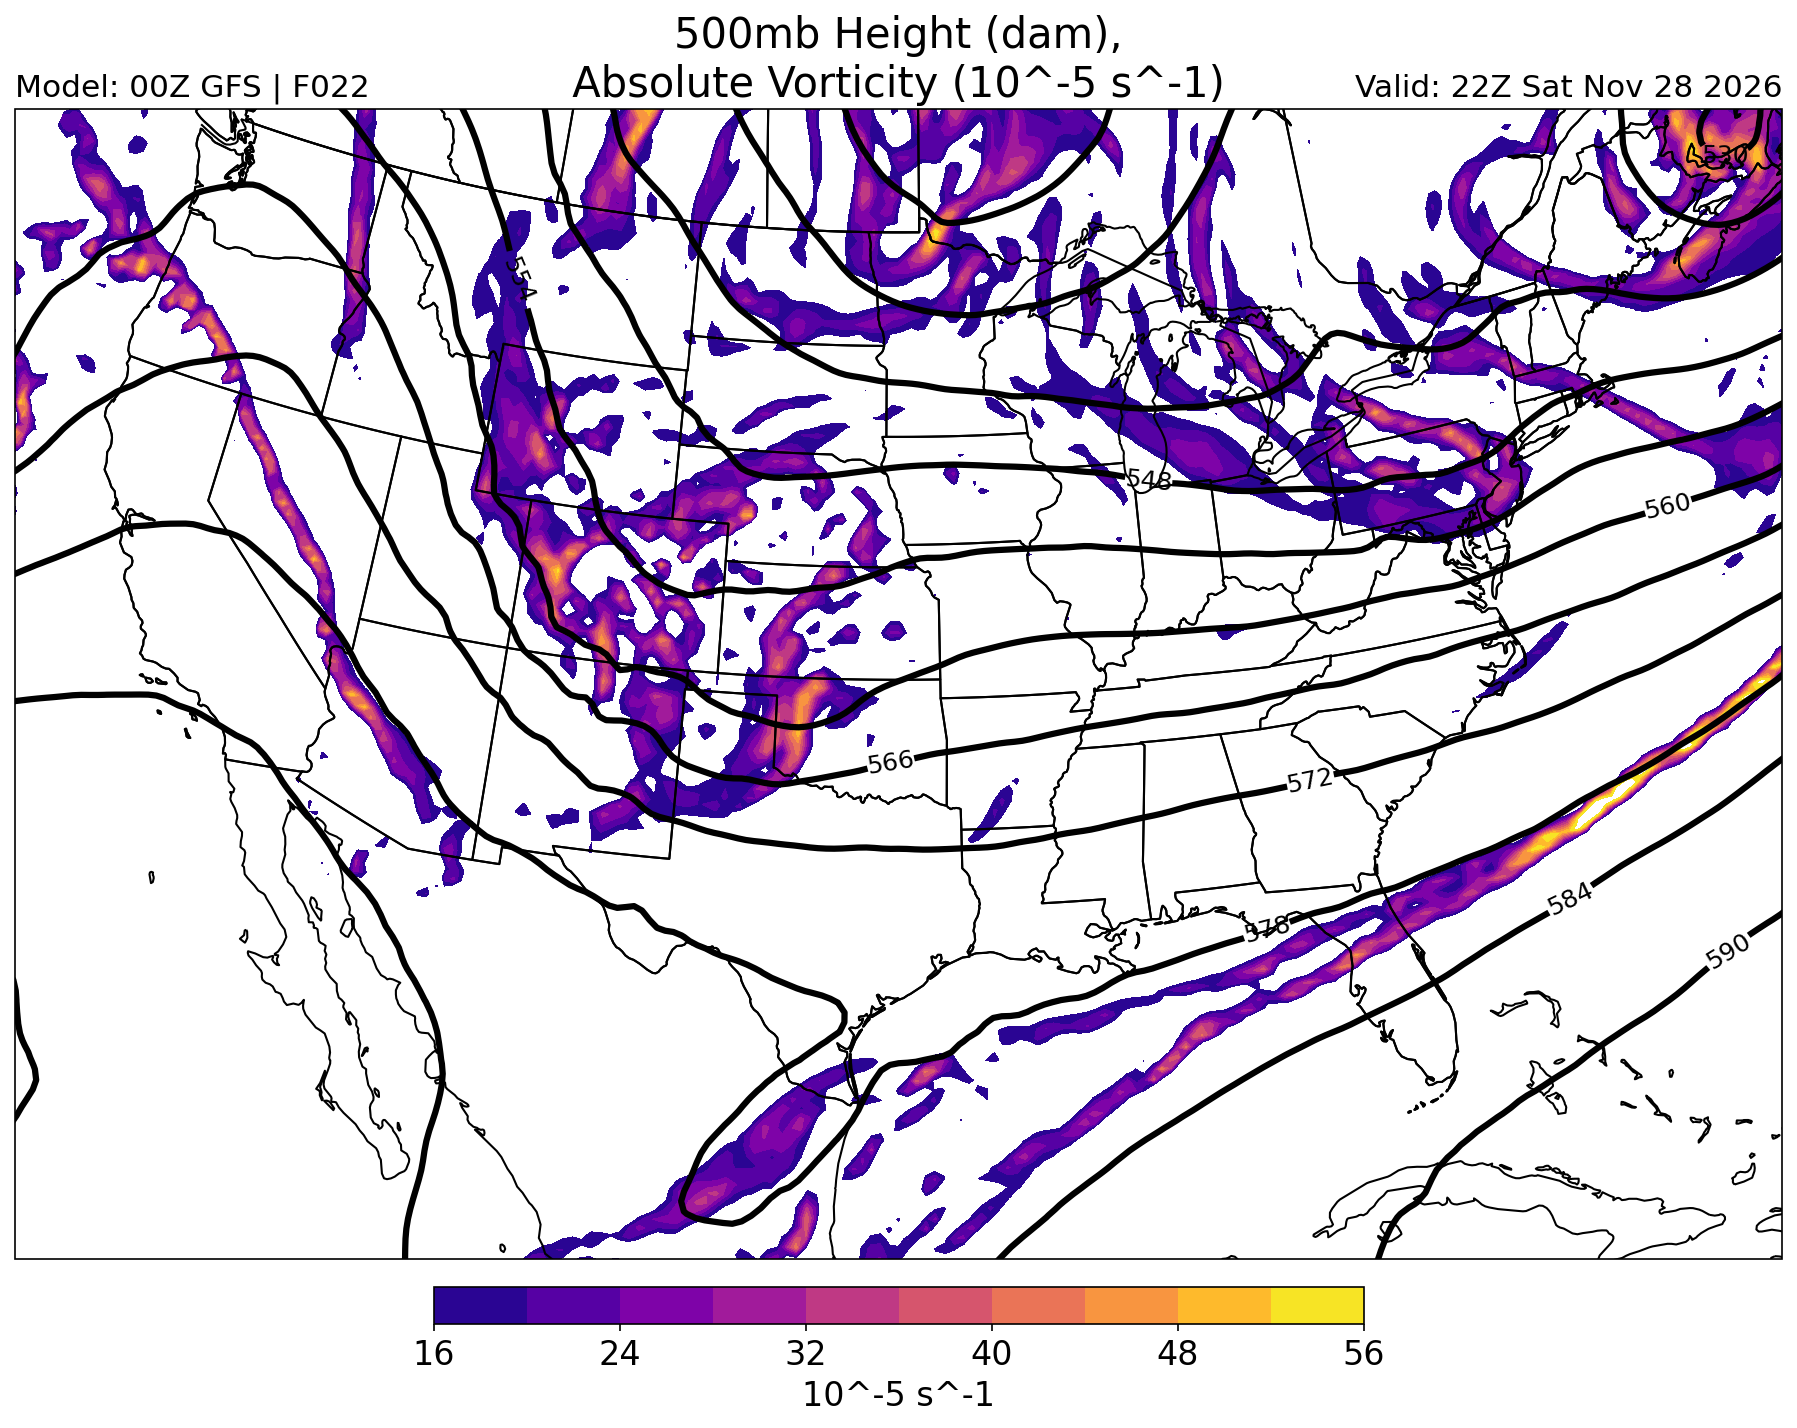 500mb Height (dam),
Absolute Vorticity (10^-5 s^-1)
Model: 00Z GFS | F022
Valid: 22Z Sat Nov 28 2026
554
548
560
566
572
578
584
590
16
24
32
40
48
56
10^-5 s^-1